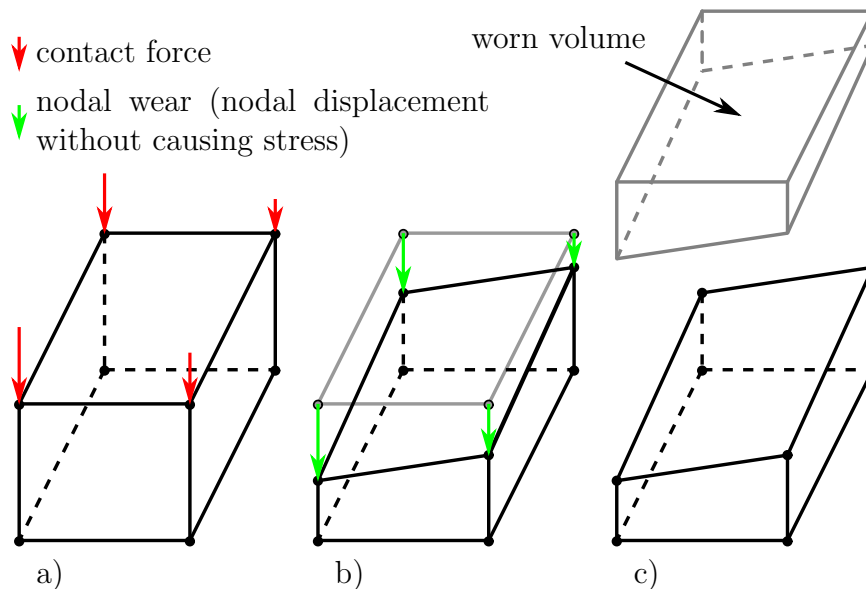 contact force
nodal wear (nodal displacement
without causing stress)
worn volume
a)
b)
c)